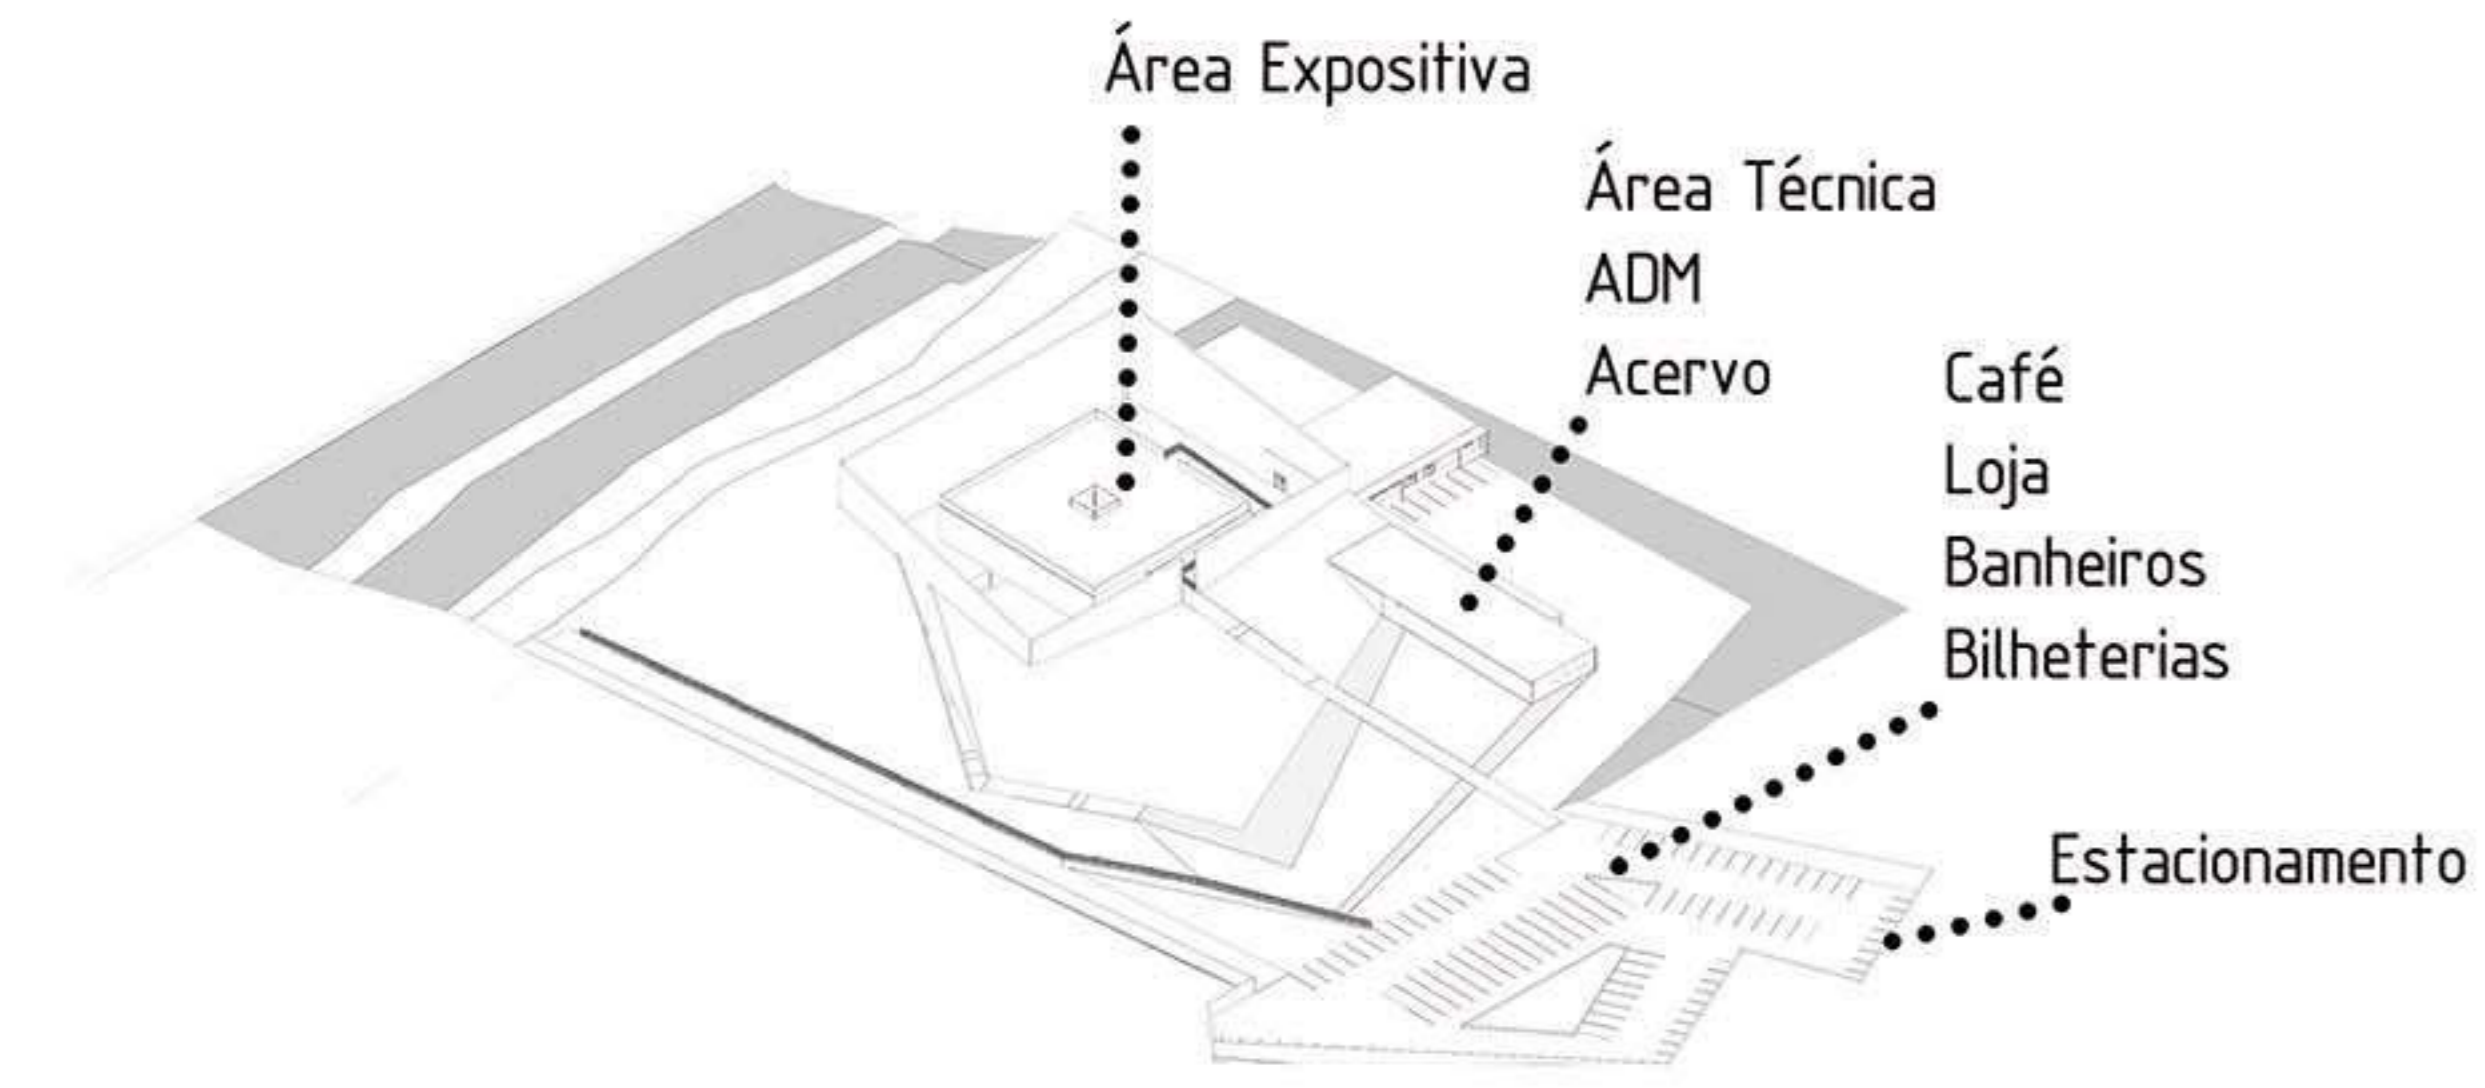 Área Expositiva
Área Técnica
ADM
Acervo
Café
Loja
Banheiros
Bilheterias
Estacionamento